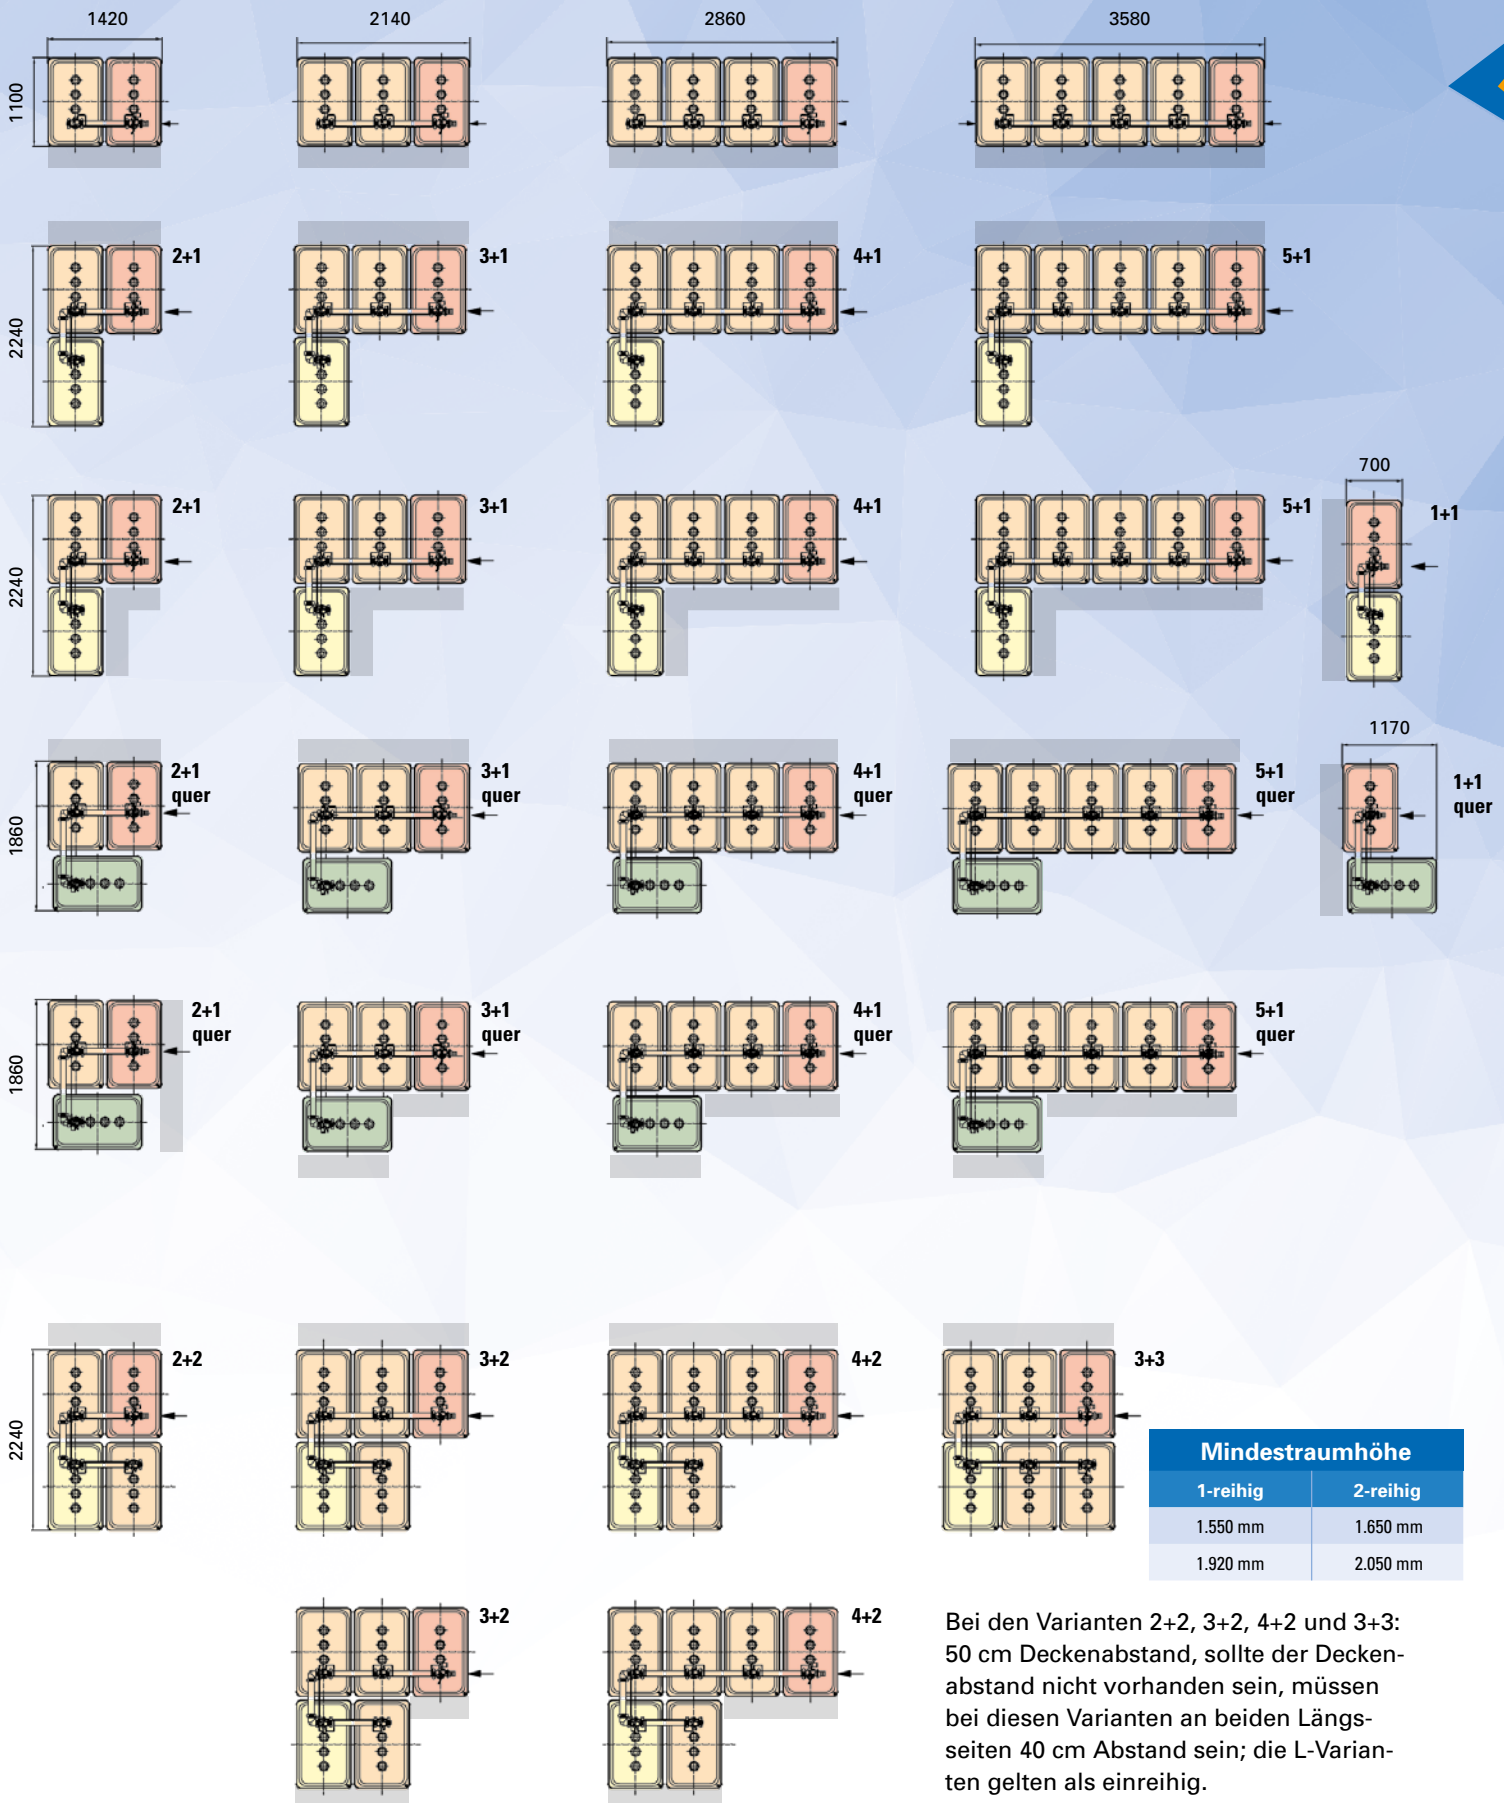 1420
2140
2860
3580
1100
2240
2+1
3+1
4+1
5+1
2240
2+1
3+1
4+1
5+1
700
1+1
1860
2+1
quer
3+1
quer
4+1
quer
5+1
quer
1170
1+1
quer
1860
2+1
quer
3+1
quer
4+1
quer
5+1
quer
2240
2+2
3+2
4+2
3+3
Mindestraumhöhe
1-reihig 2-reihig
1.550 mm 1.650 mm
1.920 mm 2.050 mm
3+2
4+2
Bei den Varianten 2+2, 3+2, 4+2 und 3+3:
50 cm Deckenabstand, sollte der Decken-
abstand nicht vorhanden sein, müssen
bei diesen Varianten an beiden Längs-
seiten 40 cm Abstand sein; die L-Varian-
ten gelten als einreihig.